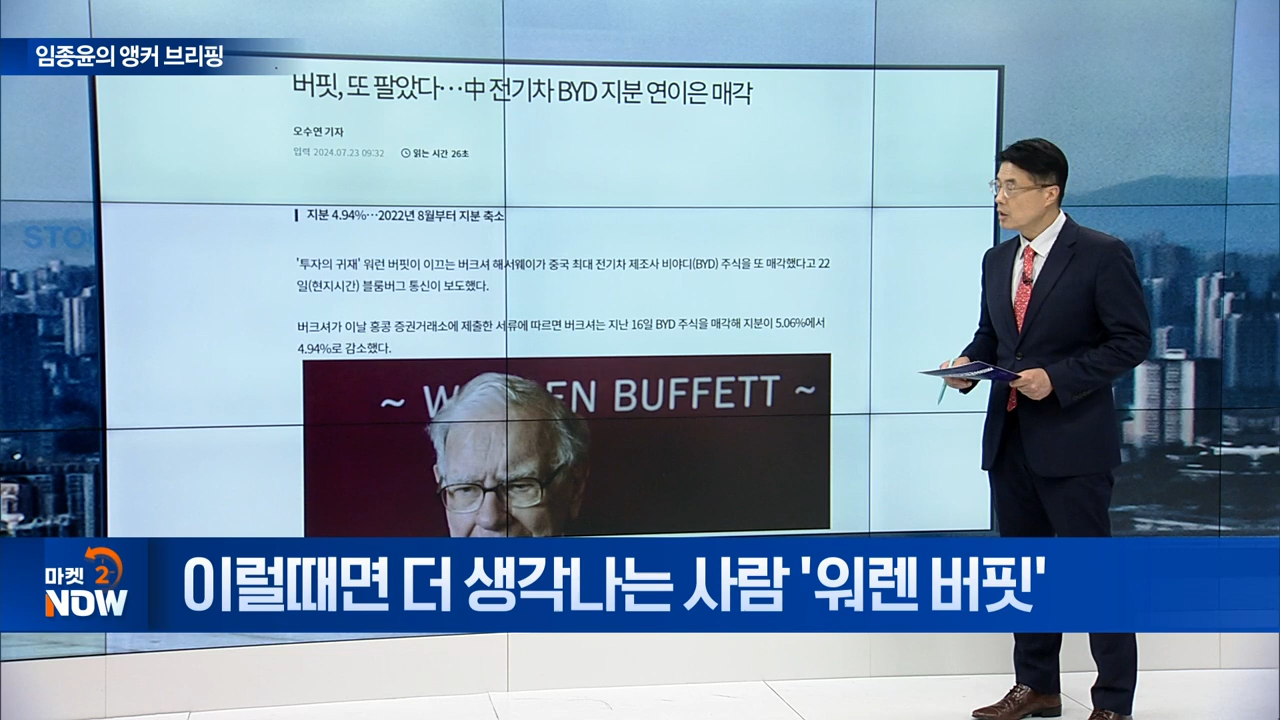 임종윤의 앵커 브리핑
버핏, 또 팔았다…中 전기차 BYD 지분 연이은 매각
오수연 기자
입력 2024.07.23 09:32 읽는 시간 26초
지분 4.94%…2022년 8월부터 지분 축소
STO
'투자의 귀재' 워런 버핏이 이끄는 버크셔 해서웨이가 중국 최대 전기차 제조사 비야디(BYD) 주식을 또 매각했다고 22
일(현지시간) 블룸버그 통신이 보도했다.
버크셔가 이날 홍콩 증권거래소에 제출한 서류에 따르면 버크셔는 지난 16일 BYD 주식을 매각해 지분이 5.06%에서
4.94%로 감소했다.
~ W EN BUFFETT ~
마켓 2
NOW
이럴때면 더 생각나는 사람 '워렌 버핏'